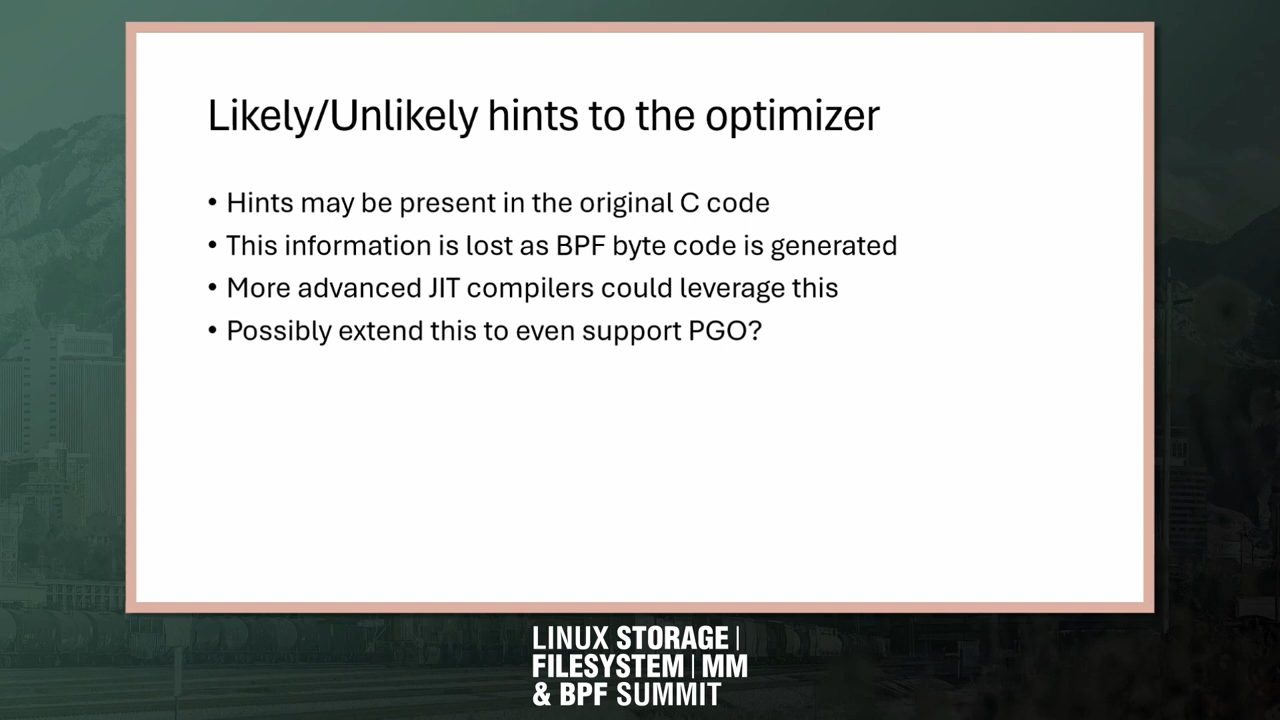 Likely/Unlikely hints to the optimizer
• Hints may be present in the original C code
• This information is lost as BPF byte code is generated
• More advanced JIT compilers could leverage this
• Possibly extend this to even support PGO?
LINUX STORAGE |
FILESYSTEM | MM
& BPF SUMMIT